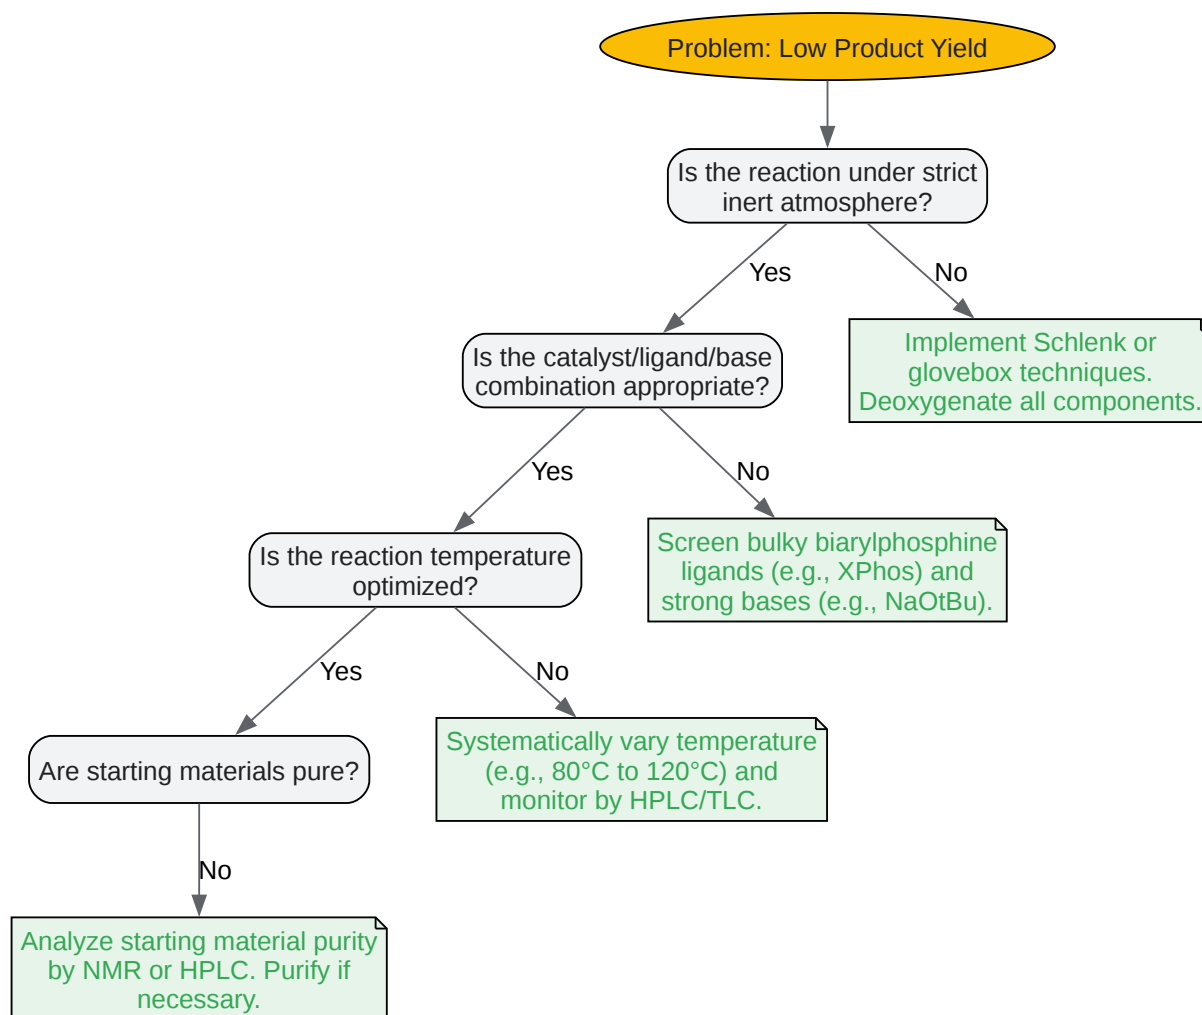 Problem: Low Product Yield
Is the reaction under strict
inert atmosphere?
Yes
No
Implement Schlenk or
glovebox techniques.
Deoxygenate all components.
Is the catalyst/ligand/base
combination appropriate?
Yes
No
Screen bulky biarylphosphine
ligands (e.g., XPhos) and
strong bases (e.g., NaOtBu).
Is the reaction temperature
optimized?
Yes
No
Systematically vary temperature
(e.g., 80°C to 120°C) and
monitor by HPLC/TLC.
Are starting materials pure?
No
Analyze starting material purity
by NMR or HPLC. Purify if
necessary.